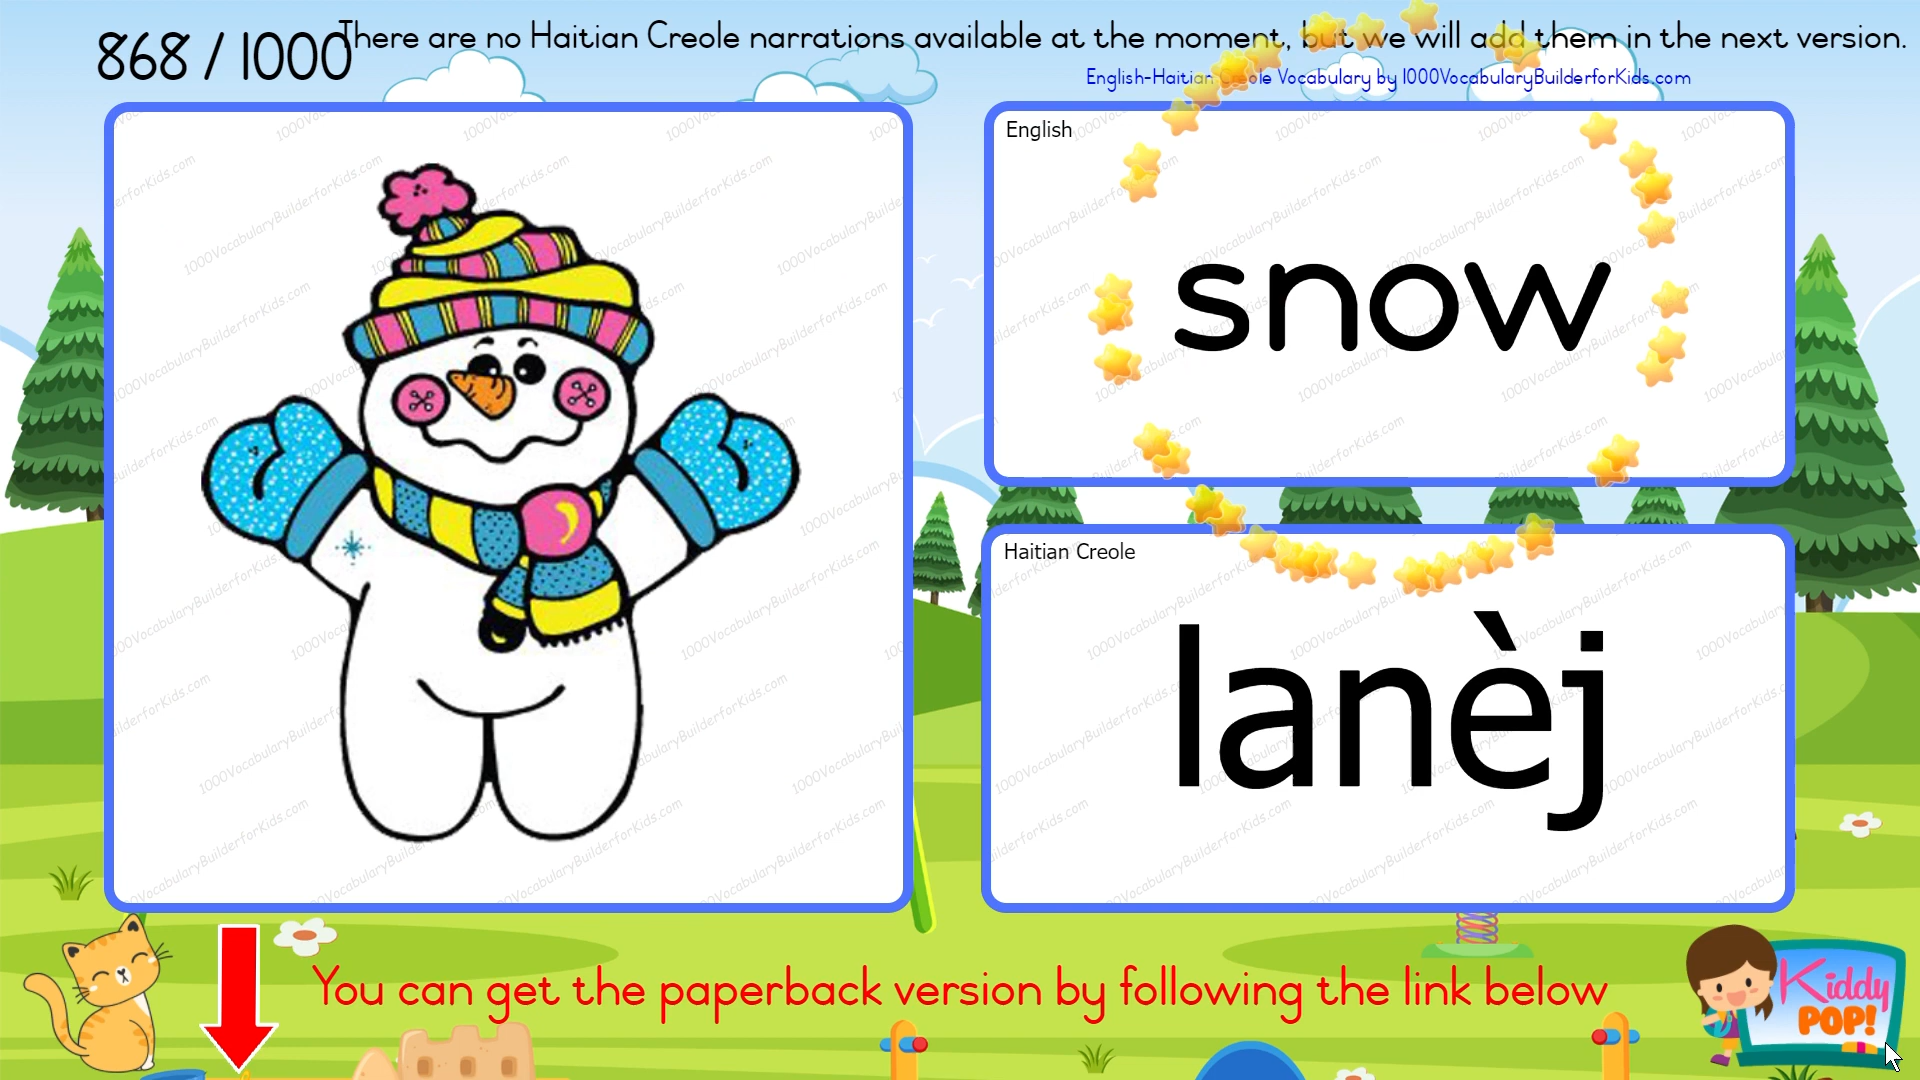 868 / 1000
There are no Haitian Creole narrations available at the moment, but we will add them in the next version.
English-Haitian Creole Vocabulary by 1000VocabularyBuilderforKids.com
English
snow
Haitian Creole
lanèj
You can get the paperback version by following the link below
Kiddy
POP!
1000VocabularyBuilderforKids.com